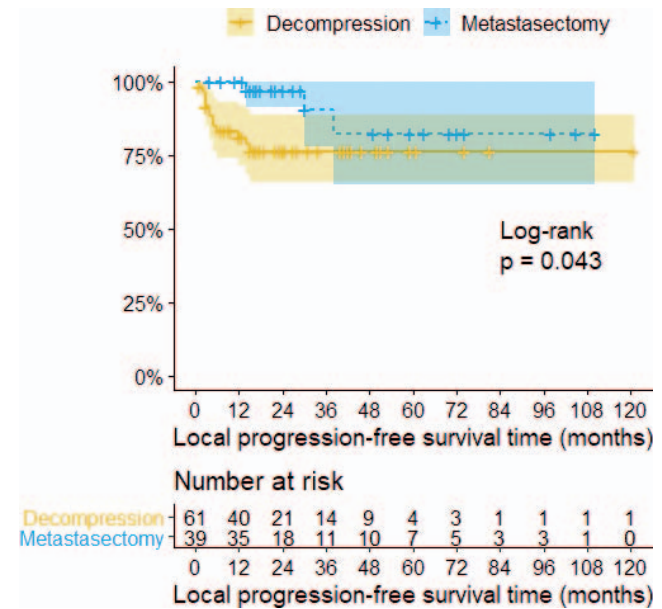 Decompression Metastasectomy
100%
75%
50%
25%
0%
Log-rank
p = 0.043
0 12 24 36 48 60 72 84 96 108 120
Local progression-free survival time (months)
Number at risk
Decompression 61 40 21 14 9 4 3 1 1 1 1
Metastasectomy 39 35 18 11 10 7 5 3 3 1 0
0 12 24 36 48 60 72 84 96 108 120
Local progression-free survival time (months)